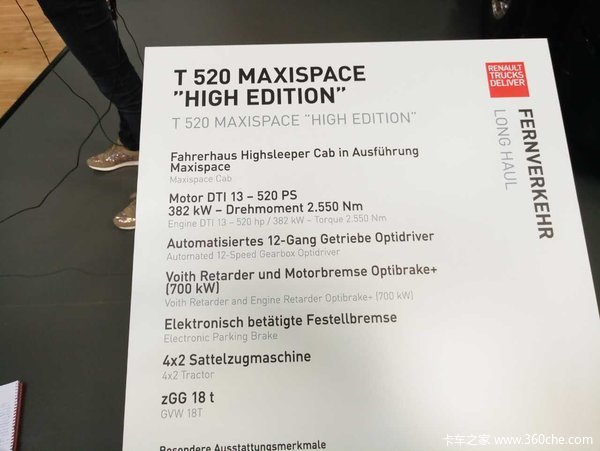 T 520 MAXISPACE
"HIGH EDITION"
T 520 MAXISPACE "HIGH EDITION"
RENAULT
TRUCKS
DELIVER
FERNVERKEHR
LONG HAUL
Fahrerhaus Highsleeper Cab in Ausführung
Maxispace
Maxispace Cab
Motor DTI 13 – 520 PS
382 kW – Drehmoment 2.550 Nm
Engine DTI 13 – 520 hp / 382 kW – Torque 2.550 Nm
Automatisiertes 12-Gang Getriebe Optidriver
Automated 12-Speed Gearbox Optidriver
Voith Retarder und Motorbremse Optibrake+
(700 kW)
Voith Retarder and Engine Retarder Optibrake+ (700 kW)
Elektronisch betätigte Festellbremse
Electronic Parking Brake
4x2 Sattelzugmaschine
4x2 Tractor
zGG 18 t
GVW 18T
Besondere Ausstattungsmerkmale
卡车之家 www.360che.com